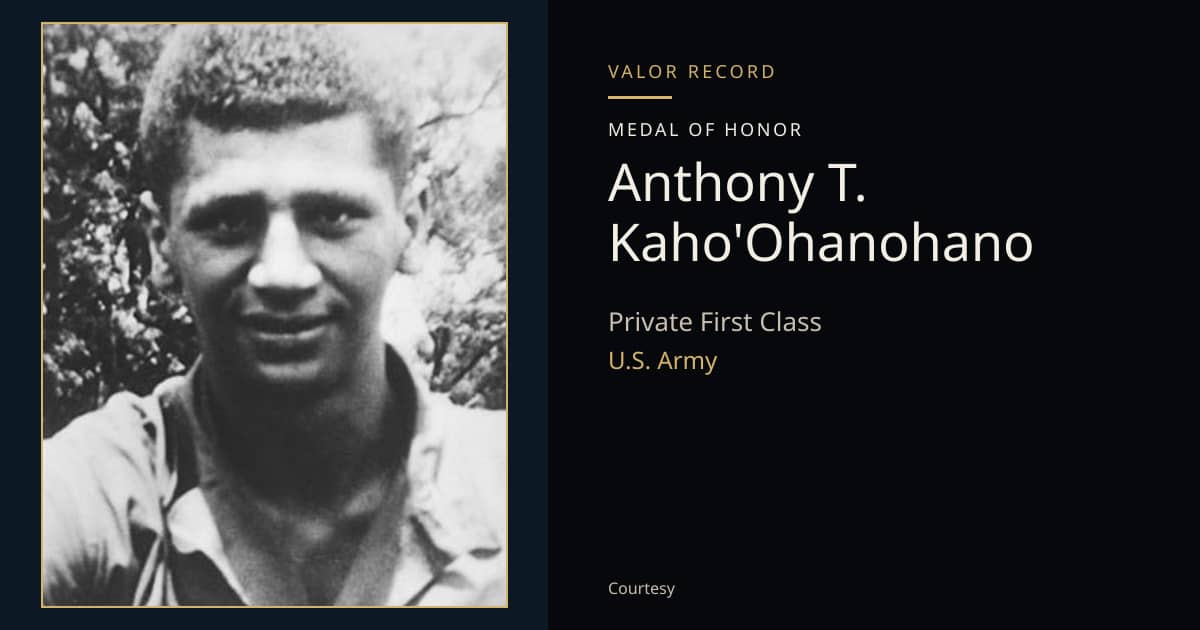 VALOR RECORD
MEDAL OF HONOR
Anthony T.
Kaho'Ohanohano
Private First Class
U.S. Army
Courtesy